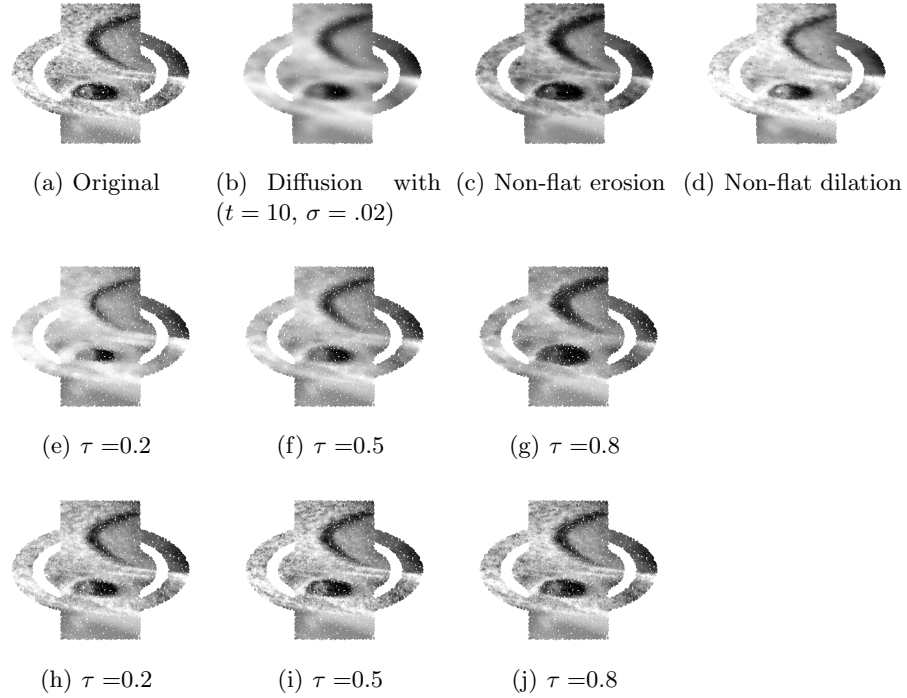 (a) Original
(b) Diffusion with
(t = 10, σ = .02)
(c) Non-flat erosion
(d) Non-flat dilation
(e) τ =0.2
(f) τ =0.5
(g) τ =0.8
(h) τ =0.2
(i) τ =0.5
(j) τ =0.8